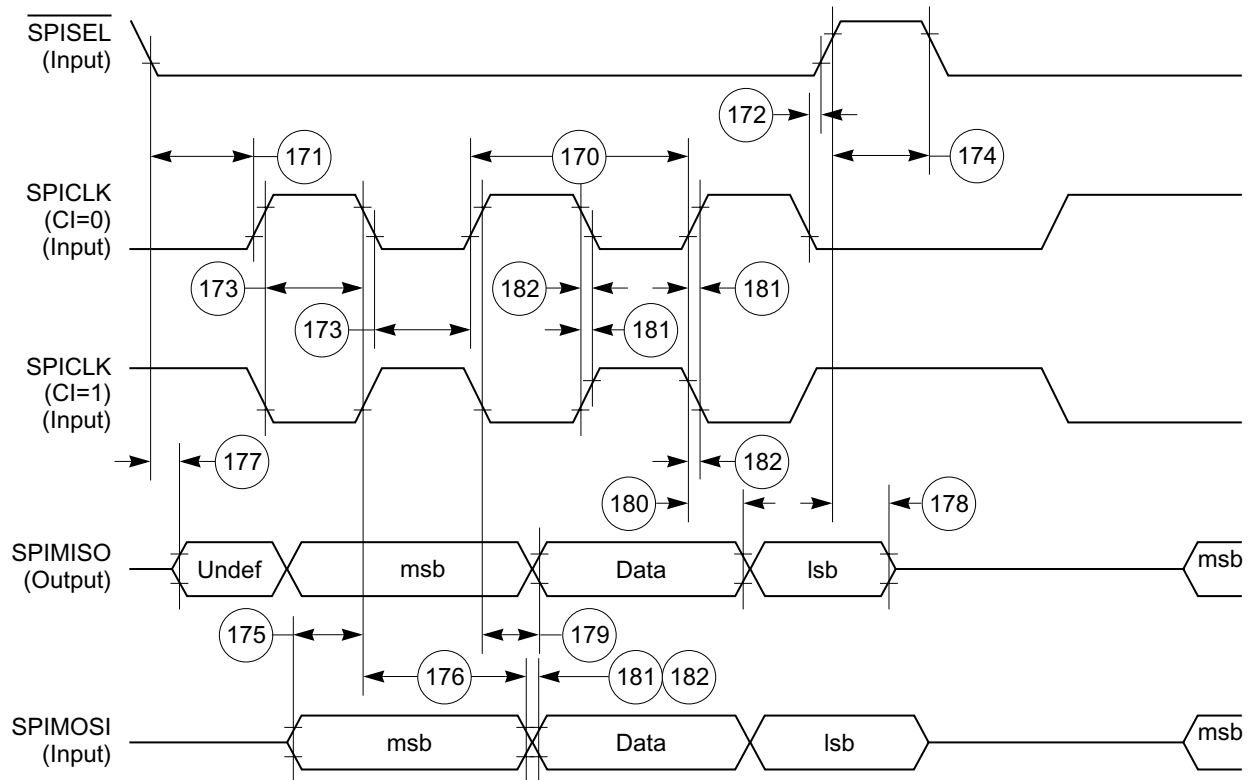 SPISEL
(Input)
172
171
170
174
SPICLK
(CI=0)
(Input)
173
182
181
173
181
SPICLK
(CI=1)
(Input)
177
182
180
178
SPIMISO
(Output)
Undef
msb
Data
lsb
msb
175
179
176
181
182
SPIMOSI
(Input)
msb
Data
lsb
msb